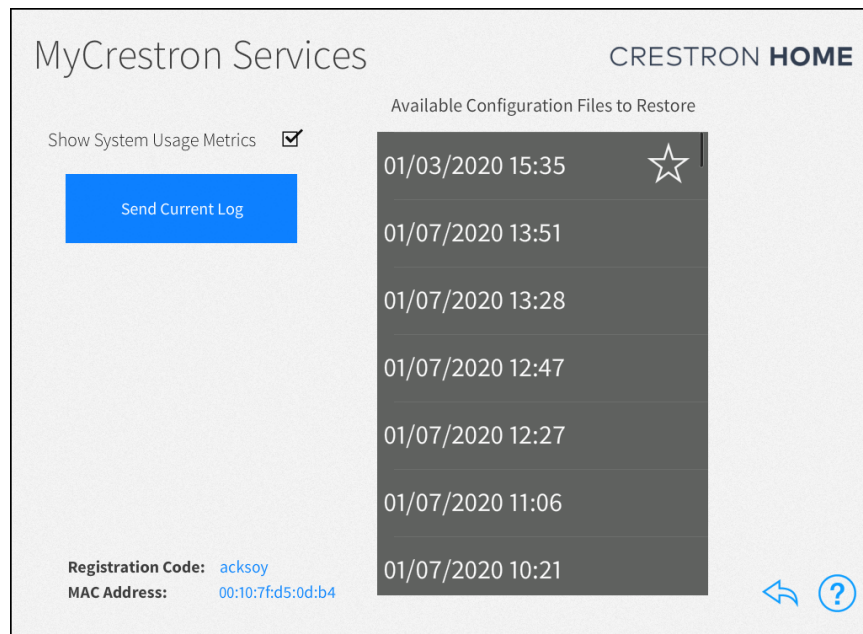 MyCrestron Services
CRESTRON HOME
Available Configuration Files to Restore
Show System Usage Metrics
Send Current Log
01/03/2020 15:35
01/07/2020 13:51
01/07/2020 13:28
01/07/2020 12:47
01/07/2020 12:27
01/07/2020 11:06
01/07/2020 10:21
Registration Code: acksoy
MAC Address: 00:10:7f:d5:0d:b4
?